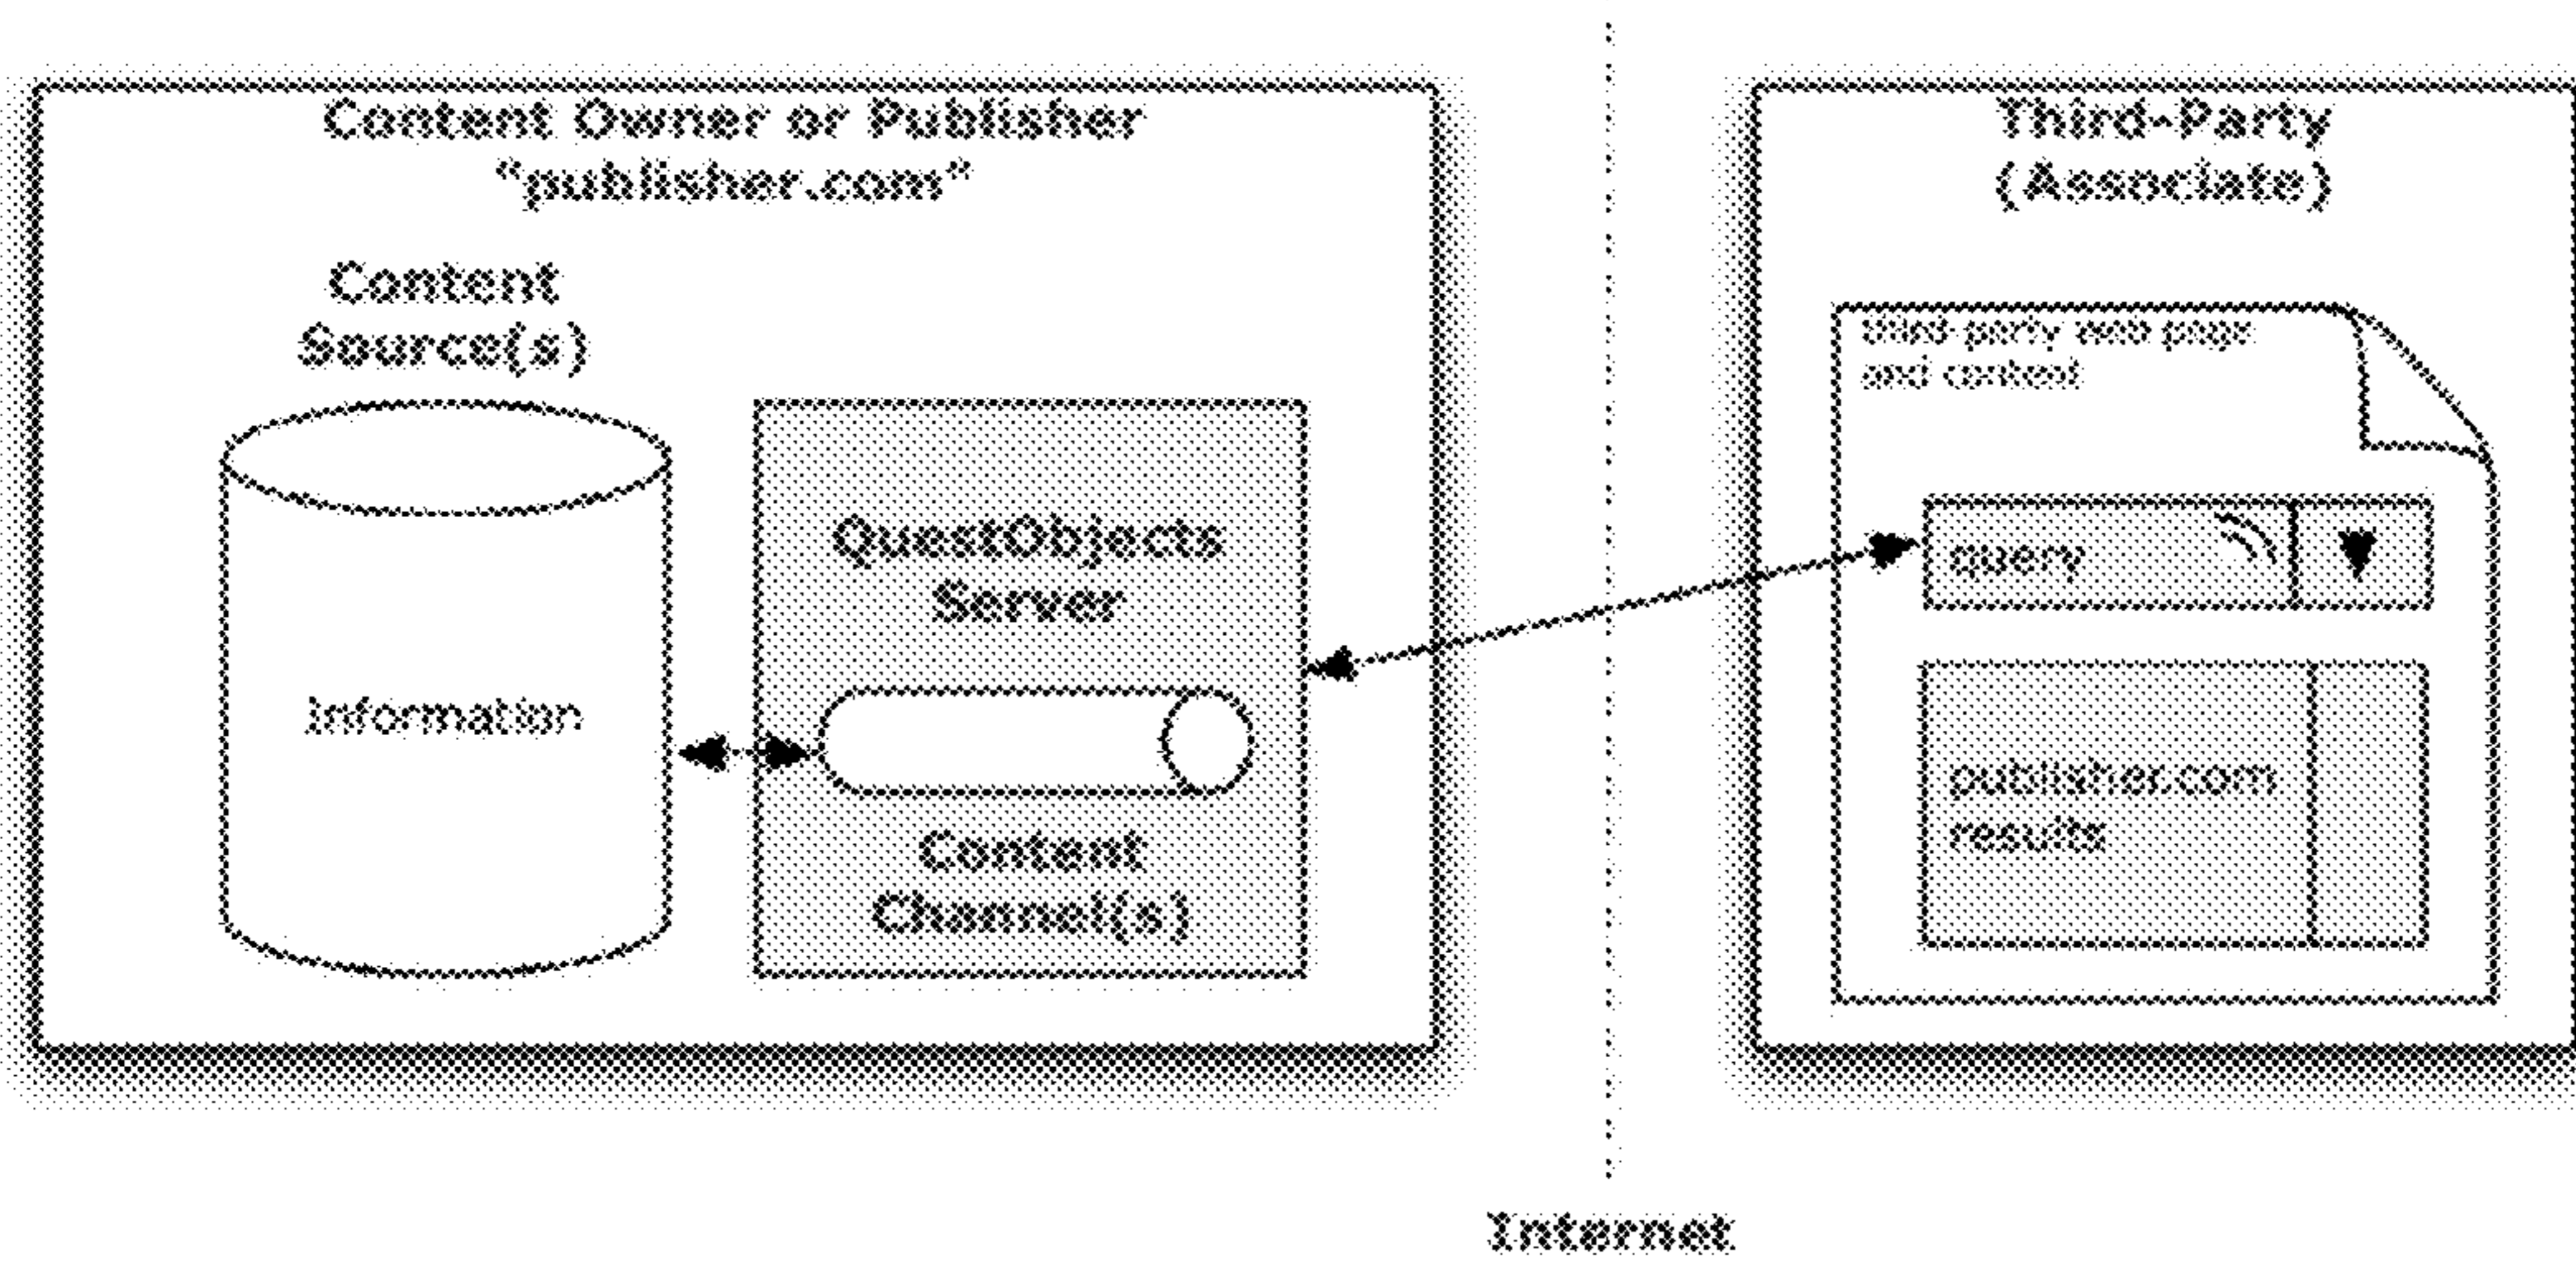 Content Owner or Publisher
"publisher.com"
Content
Source(s)
Information
QuestObjects
Server
Content
Channel(s)
Third-Party
(Associate)
third-party web page
and content
query
publisher.com
results
Internet